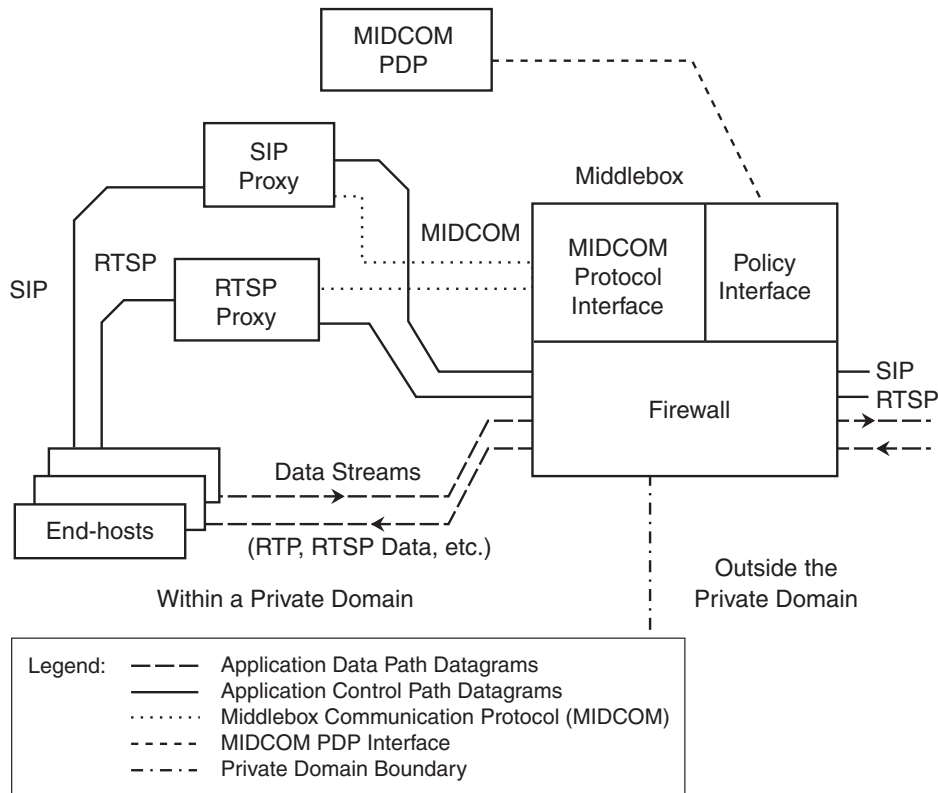 MIDCOM
PDP
SIP
Proxy
Middlebox
MIDCOM
MIDCOM
Protocol
Interface
Policy
Interface
RTSP
SIP
RTSP
Proxy
SIP
RTSP
Firewall
Data Streams
End-hosts
(RTP, RTSP Data, etc.)
Within a Private Domain
Outside the
Private Domain
Legend:
Application Data Path Datagrams
Application Control Path Datagrams
Middlebox Communication Protocol (MIDCOM)
MIDCOM PDP Interface
Private Domain Boundary